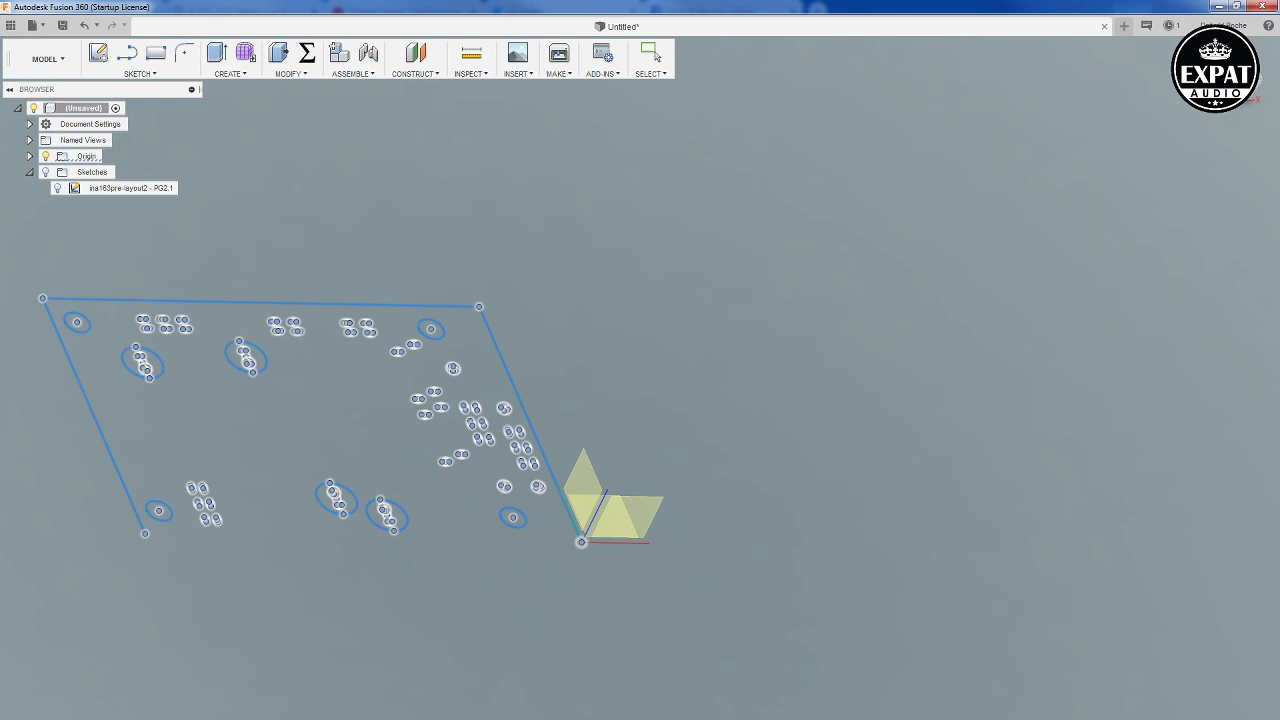 Autodesk Fusion 360 (Startup License)
Untitled*
1
MODEL
SKETCH
CREATE
MODIFY
ASSEMBLE
CONSTRUCT
INSPECT
INSERT
MAKE
ADD-INS
SELECT
EXPAT
AUDIO
X
BROWSER
(Unsaved)
Document Settings
Named Views
Origin
Sketches
ina163pre-layout2 - PG2.1